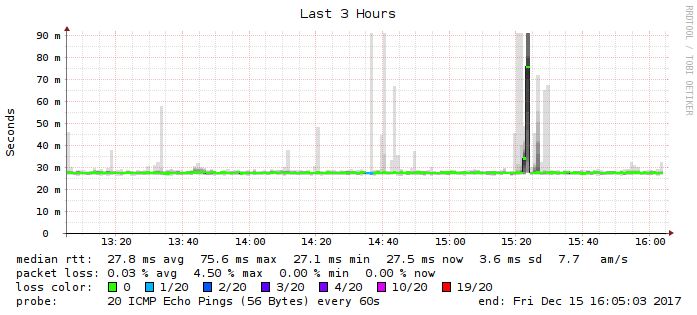 Last 3 Hours
RRDTOOL / TOBI OETIKER
Seconds
90 m
80 m
70 m
60 m
50 m
40 m
30 m
20 m
10 m
0
13:20 13:40 14:00 14:20 14:40 15:00 15:20 15:40 16:00
median rtt: 27.8 ms avg 75.6 ms max 27.1 ms min 27.5 ms now 3.6 ms sd 7.7 am/s
packet loss: 0.03 % avg 4.50 % max 0.00 % min 0.00 % now
loss color: 0 1/20 2/20 3/20 4/20 10/20 19/20
probe: 20 ICMP Echo Pings (56 Bytes) every 60s end: Fri Dec 15 16:05:03 2017